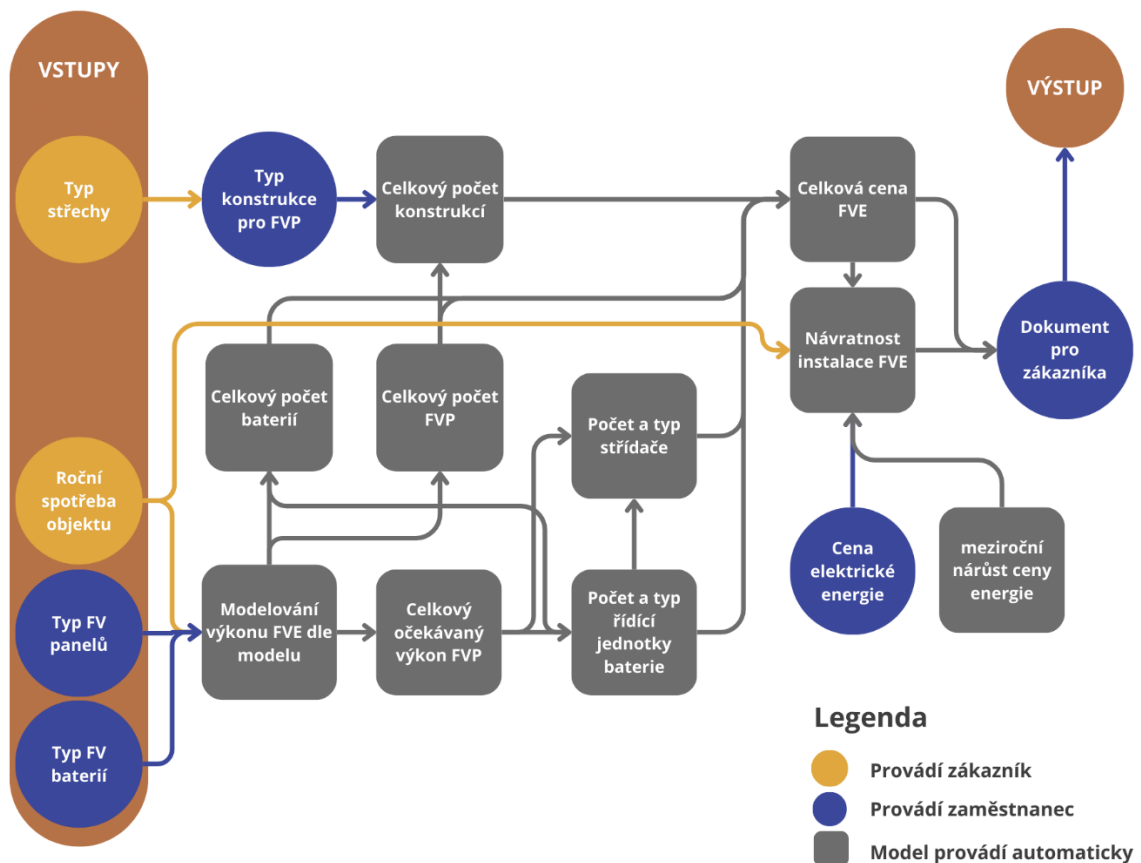 VSTUPY
VÝSTUP
Typ
střechy
Typ
konstrukce
pro FVP
Celkový počet
konstrukcí
Celková cena
FVE
Celkový počet
baterií
Celkový počet
FVP
Počet a typ
střídače
Návratnost
instalace FVE
Dokument
pro
zákazníka
Roční
spotřeba
objektu
Typ FV
panelů
Typ FV
baterií
Modelování
výkonu FVE dle
modelu
Celkový
očekávaný
výkon FVP
Počet a typ
řídící
jednotky
baterie
Cena
elektrické
energie
meziroční
nárůst ceny
energie
Legenda
Provádí zákazník
Provádí zaměstnanec
Model provádí automaticky